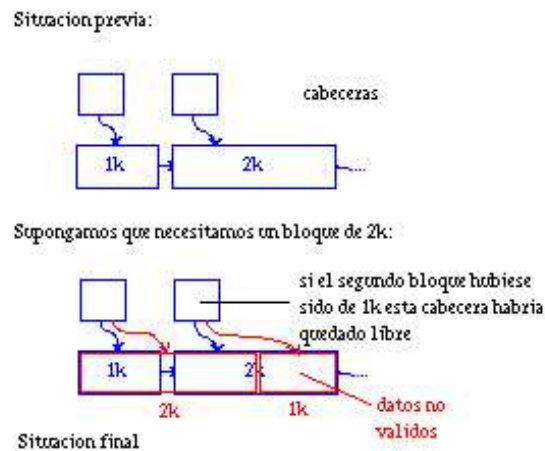 Situacion previa:
cabeceras
1k
2k
....
Supongamos que necesitamos un bloque de 2k:
si el segundo bloque hubiese
sido de 1k esta cabecera habria
quedado libre
1k
2k
....
2k
1k
datos no
validos
Situacion final